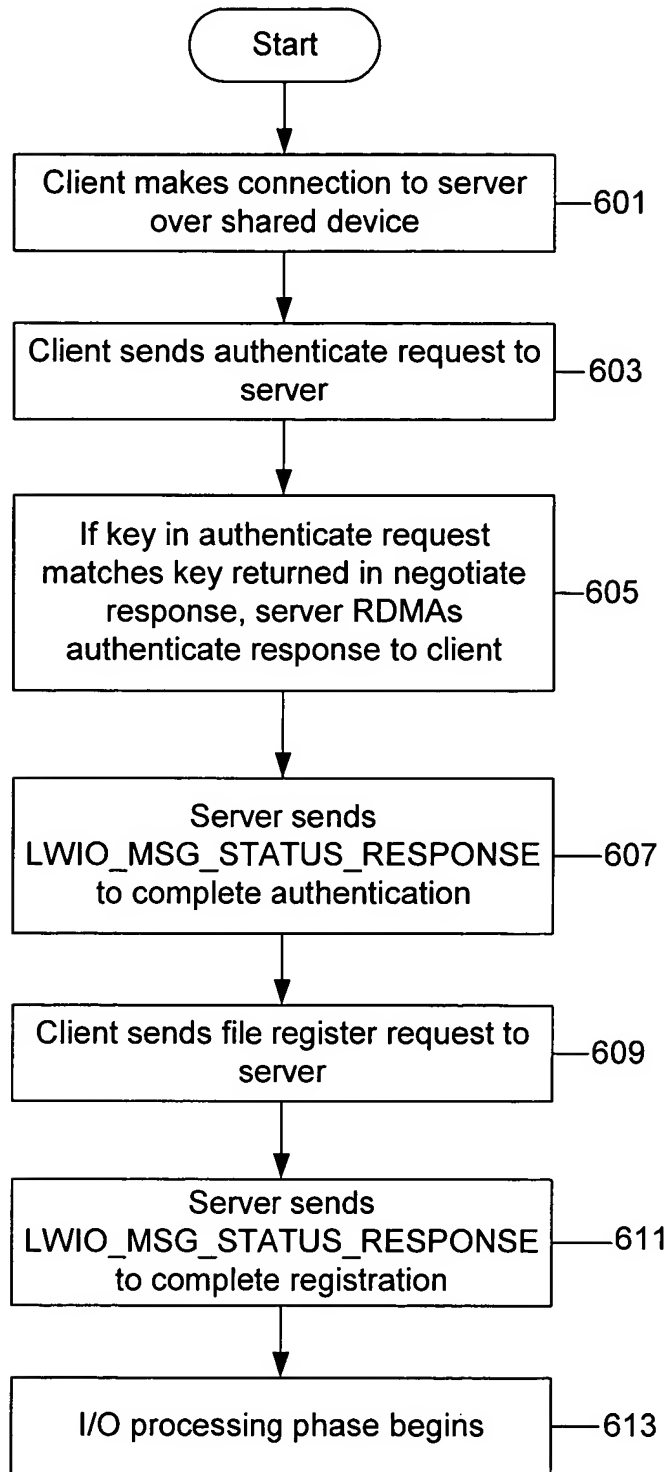 Start
Client makes connection to server
over shared device
601
Client sends authenticate request to
server
603
If key in authenticate request
matches key returned in negotiate
response, server RDMAs
authenticate response to client
605
Server sends
LWIO_MSG_STATUS_RESPONSE
to complete authentication
607
Client sends file register request to
server
609
Server sends
LWIO_MSG_STATUS_RESPONSE
to complete registration
611
I/O processing phase begins
613